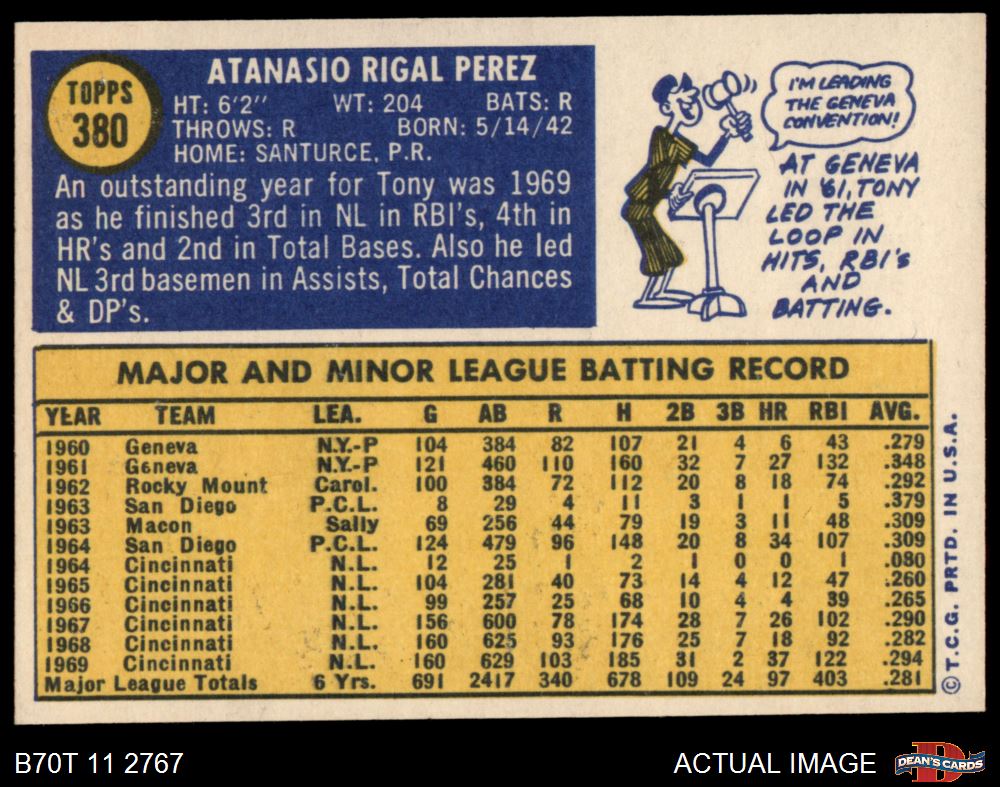 TOPPS
380
ATANASIO RIGAL PEREZ
HT: 6'2" WT: 204 BATS: R
THROWS: R BORN: 5/14/42
HOME: SANTURCE, P.R.
An outstanding year for Tony was 1969
as he finished 3rd in NL in RBI's, 4th in
HR's and 2nd in Total Bases. Also he led
NL 3rd basemen in Assists, Total Chances
& DP's.
I'M LEADING
THE GENEVA
CONVENTION!
AT GENEVA
IN '61, TONY
LED THE
LOOP IN
HITS, RBI's
AND
BATTING.
MAJOR AND MINOR LEAGUE BATTING RECORD
YEAR TEAM LEA. G AB R H 2B 3B HR RBI AVG.
1960 Geneva N.Y.-P 104 384 82 107 21 4 6 43 .279
1961 Geneva N.Y.-P 121 460 110 160 32 7 27 132 .348
1962 Rocky Mount Carol. 100 384 72 112 20 8 18 74 .292
1963 San Diego P.C.L. 8 29 4 11 3 1 1 5 .379
1963 Macon Sally 69 256 44 79 19 3 11 48 .309
1964 San Diego P.C.L. 124 479 96 148 20 8 34 107 .309
1964 Cincinnati N.L. 12 25 1 2 1 0 0 1 .080
1965 Cincinnati N.L. 104 281 40 73 14 4 12 47 .260
1966 Cincinnati N.L. 99 257 25 68 10 4 4 39 .265
1967 Cincinnati N.L. 156 600 78 174 28 7 26 102 .290
1968 Cincinnati N.L. 160 625 93 176 25 7 18 92 .282
1969 Cincinnati N.L. 160 629 103 185 31 2 37 122 .294
Major League Totals 6 Yrs. 691 2417 340 678 109 24 97 403 .281
© T.C.G. PRTD. IN U.S.A.
B70T 11 2767
ACTUAL IMAGE
DEAN'S CARDS